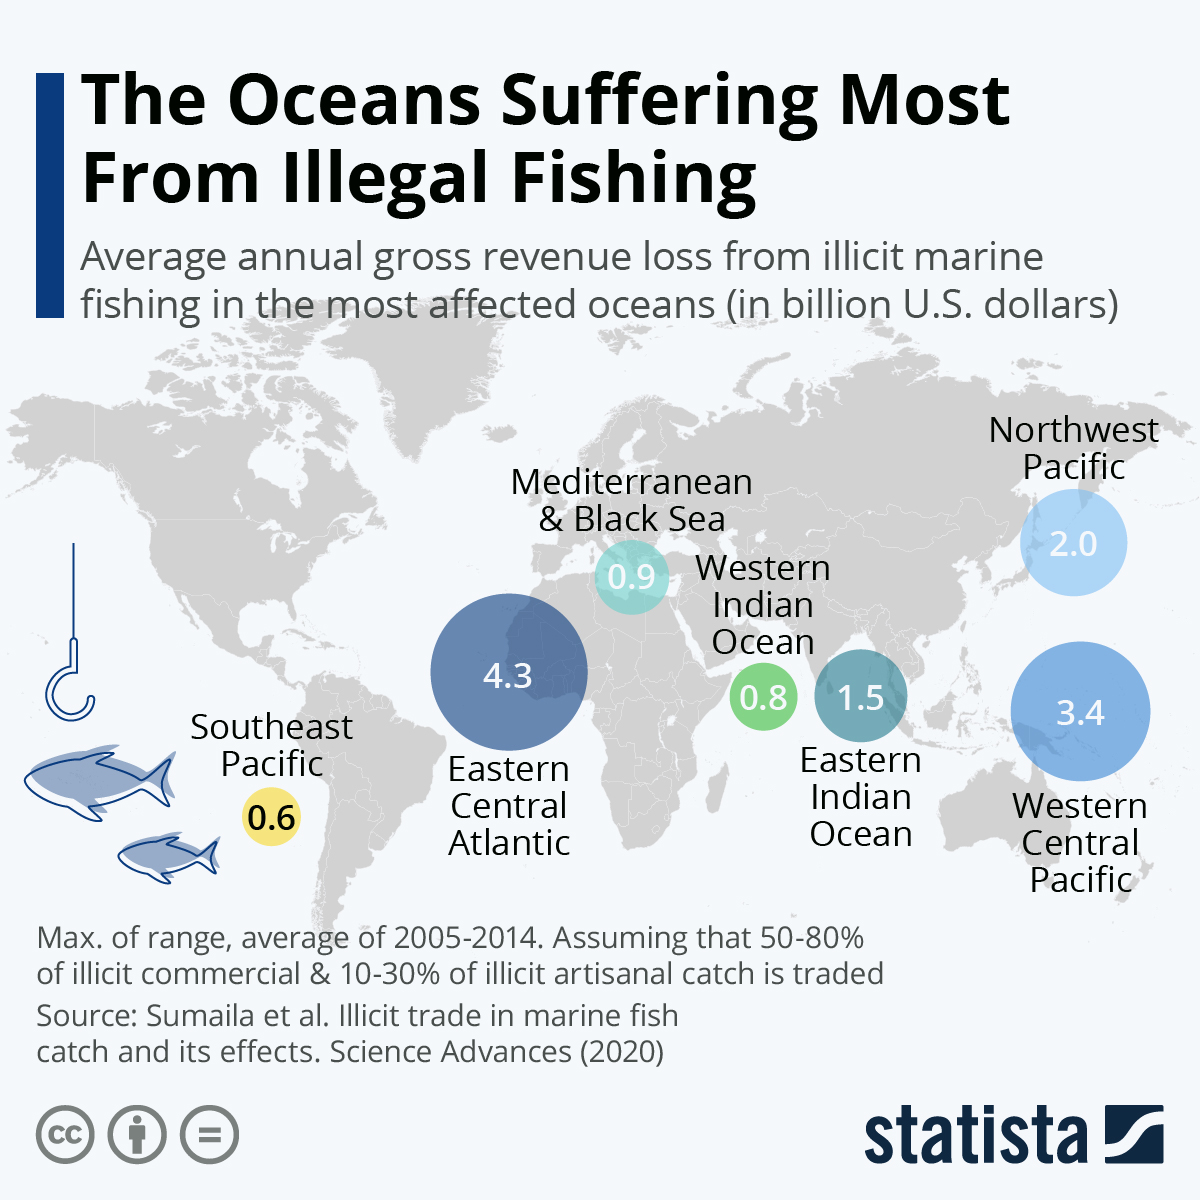 The Oceans Suffering Most
From Illegal Fishing
Average annual gross revenue loss from illicit marine
fishing in the most affected oceans (in billion U.S. dollars)
Northwest
Pacific
2.0
Mediterranean
& Black Sea
0.9
Western
Indian
Ocean
0.8
4.3
Eastern
Central
Atlantic
1.5
Eastern
Indian
Ocean
3.4
Western
Central
Pacific
Southeast
Pacific
0.6
Max. of range, average of 2005-2014. Assuming that 50-80%
of illicit commercial & 10-30% of illicit artisanal catch is traded
Source: Sumaila et al. Illicit trade in marine fish
catch and its effects. Science Advances (2020)
cc
statista